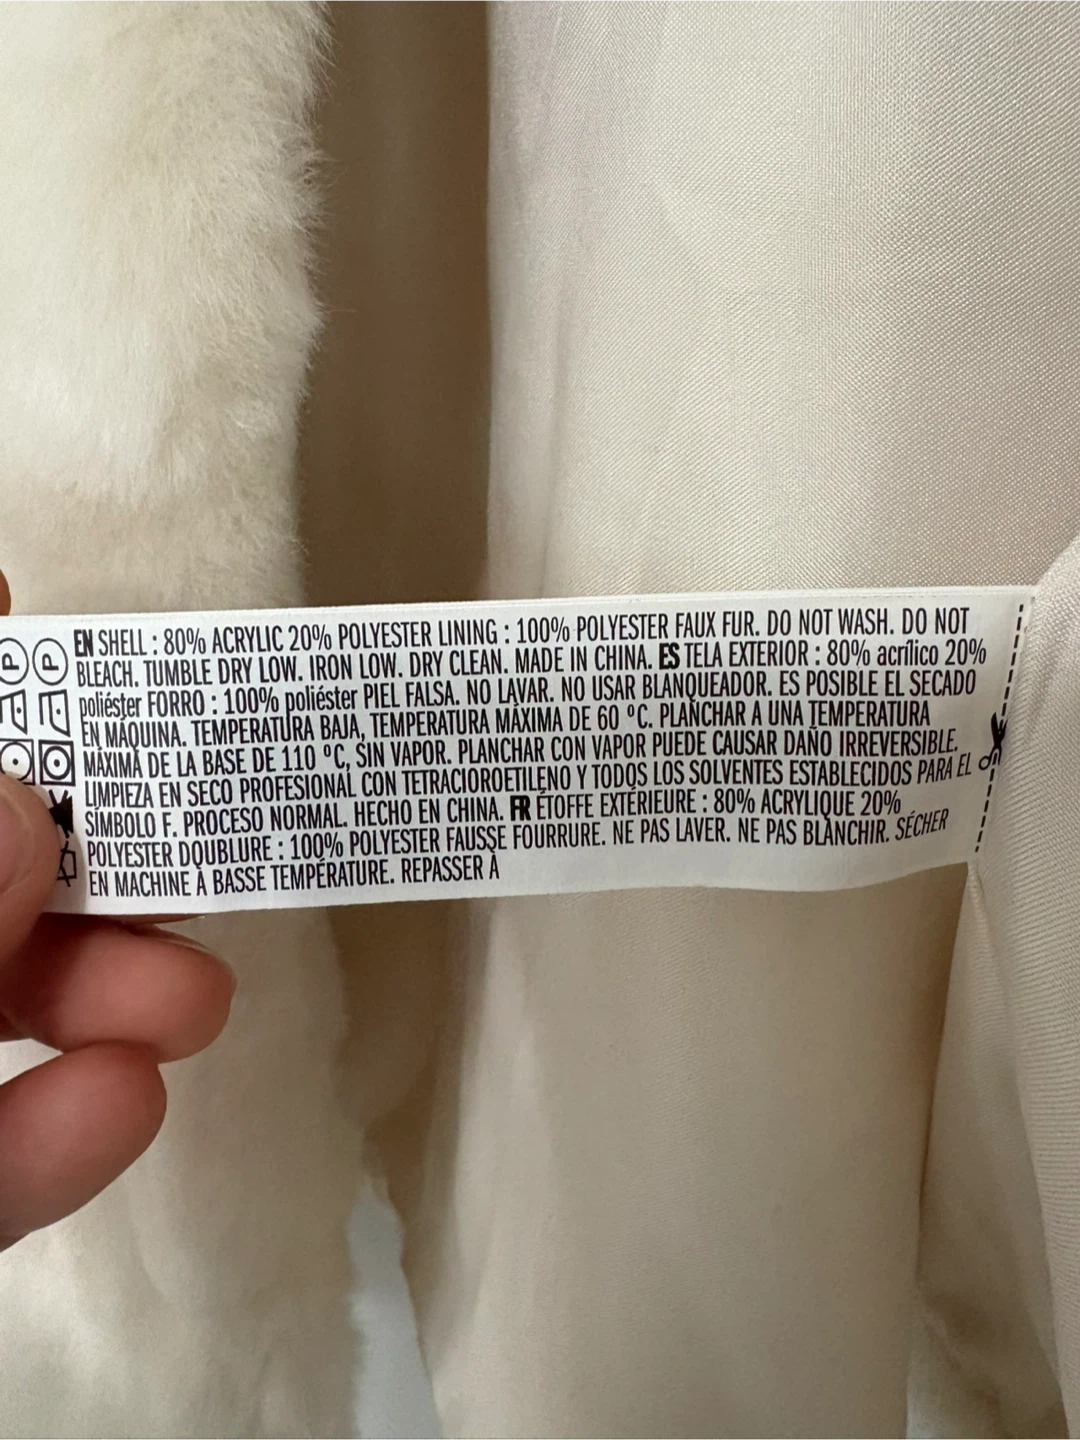 P P EN SHELL : 80% ACRYLIC 20% POLYESTER LINING : 100% POLYESTER FAUX FUR. DO NOT WASH. DO NOT
BLEACH. TUMBLE DRY LOW. IRON LOW. DRY CLEAN. MADE IN CHINA. ES TELA EXTERIOR : 80% acrílico 20%
poliéster FORRO : 100% poliéster PIEL FALSA. NO LAVAR. NO USAR BLANQUEADOR. ES POSIBLE EL SECADO
EN MÁQUINA. TEMPERATURA BAJA, TEMPERATURA MÁXIMA DE 60 ºC. PLANCHAR A UNA TEMPERATURA
MÁXIMA DE LA BASE DE 110 ºC, SIN VAPOR. PLANCHAR CON VAPOR PUEDE CAUSAR DAÑO IRREVERSIBLE.
LIMPIEZA EN SECO PROFESIONAL CON TETRACIOROETILENO Y TODOS LOS SOLVENTES ESTABLECIDOS PARA EL
SÍMBOLO F. PROCESO NORMAL. HECHO EN CHINA. FR ÉTOFFE EXTÉRIEURE : 80% ACRYLIQUE 20%
POLYESTER DOUBLURE : 100% POLYESTER FAUSSE FOURRURE. NE PAS LAVER. NE PAS BLANCHIR. SÉCHER
EN MACHINE À BASSE TEMPÉRATURE. REPASSER À